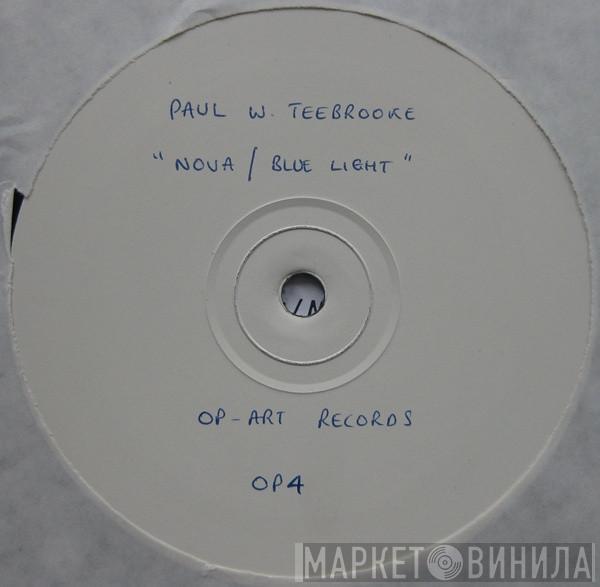 PAUL W. TEEBROOKE
"NOVA / BLUE LIGHT"
OP-ART RECORDS
OP4
МАРКЕТ ВИНИЛА